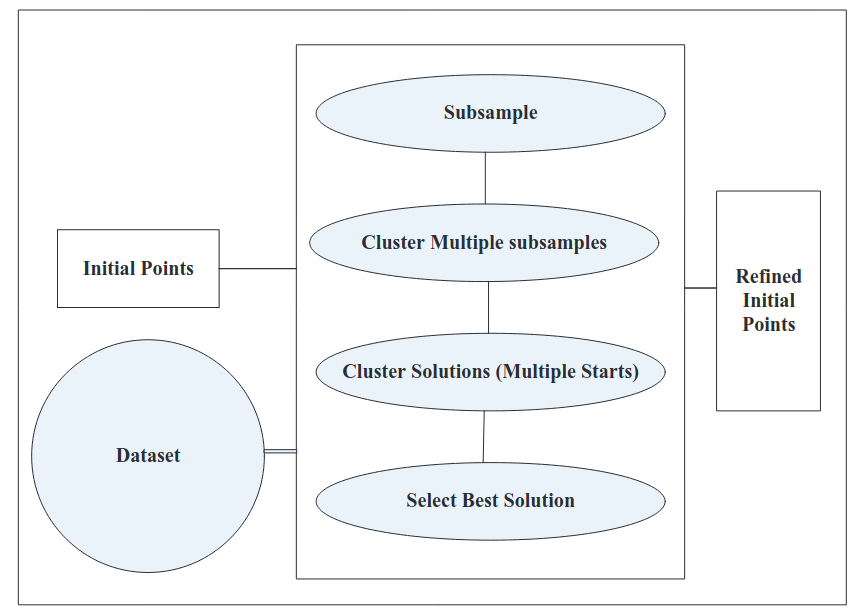 Subsample
Cluster Multiple subsamples
Initial Points
Refined
Initial
Points
Cluster Solutions (Multiple Starts)
Dataset
Select Best Solution